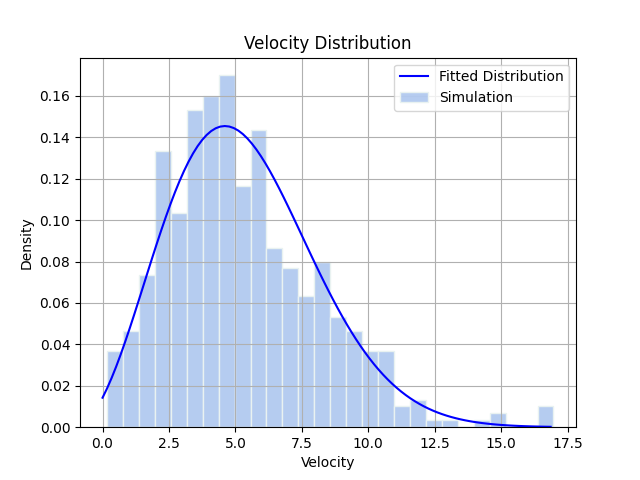 Velocity Distribution
Fitted Distribution
Simulation
Density
0.16
0.14
0.12
0.10
0.08
0.06
0.04
0.02
0.00
0.0 2.5 5.0 7.5 10.0 12.5 15.0 17.5
Velocity